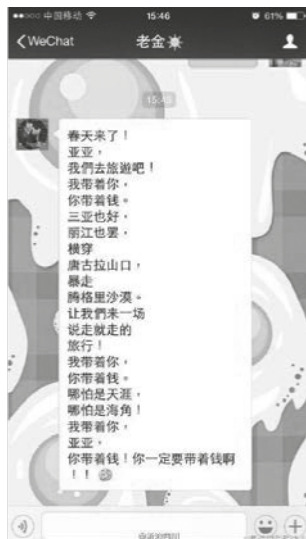 中国移动 15:46 61%
WeChat 老金
15:43
春天来了！
亚亚，
我們去旅遊吧！
我带着你，
你带着钱。
三亚也好，
丽江也罢，
横穿
唐古拉山口，
暴走
腾格里沙漠。
让我們来一场
说走就走的
旅行！
我带着你，
你带着钱。
哪怕是天涯，
哪怕是海角！
我带着你，
亚亚，
你带着钱！你一定要带着钱啊
！！